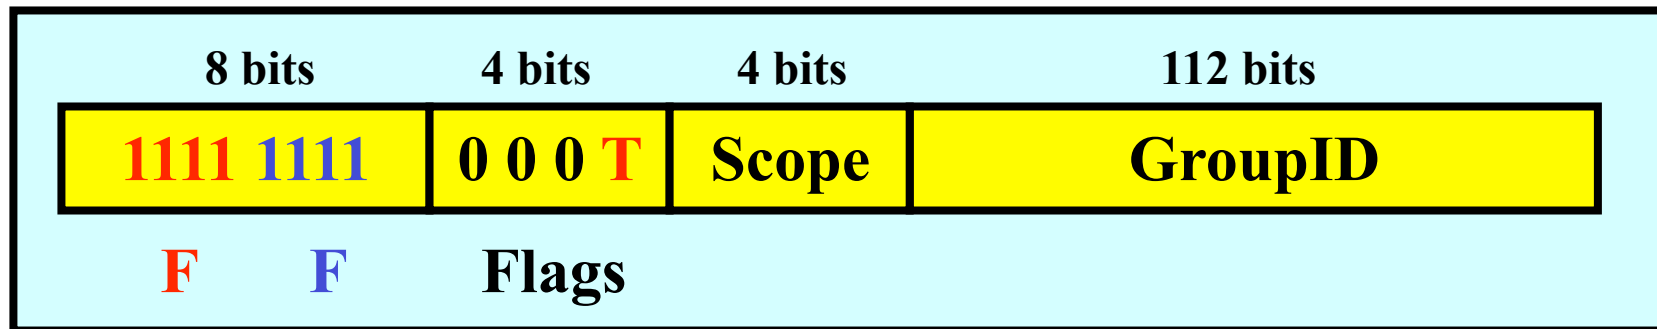 8 bits 4 bits 4 bits 112 bits
1111 1111 0 0 0 T Scope GroupID
F F Flags